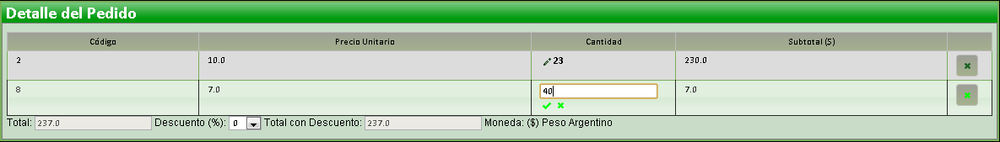 Detalle del Pedido
Código Precio Unitario Cantidad Subtotal ($)
2 10.0 23 230.0
8 7.0 40 7.0
Total: 237.0 Descuento (%): 0 Total con Descuento: 237.0 Moneda: ($) Peso Argentino